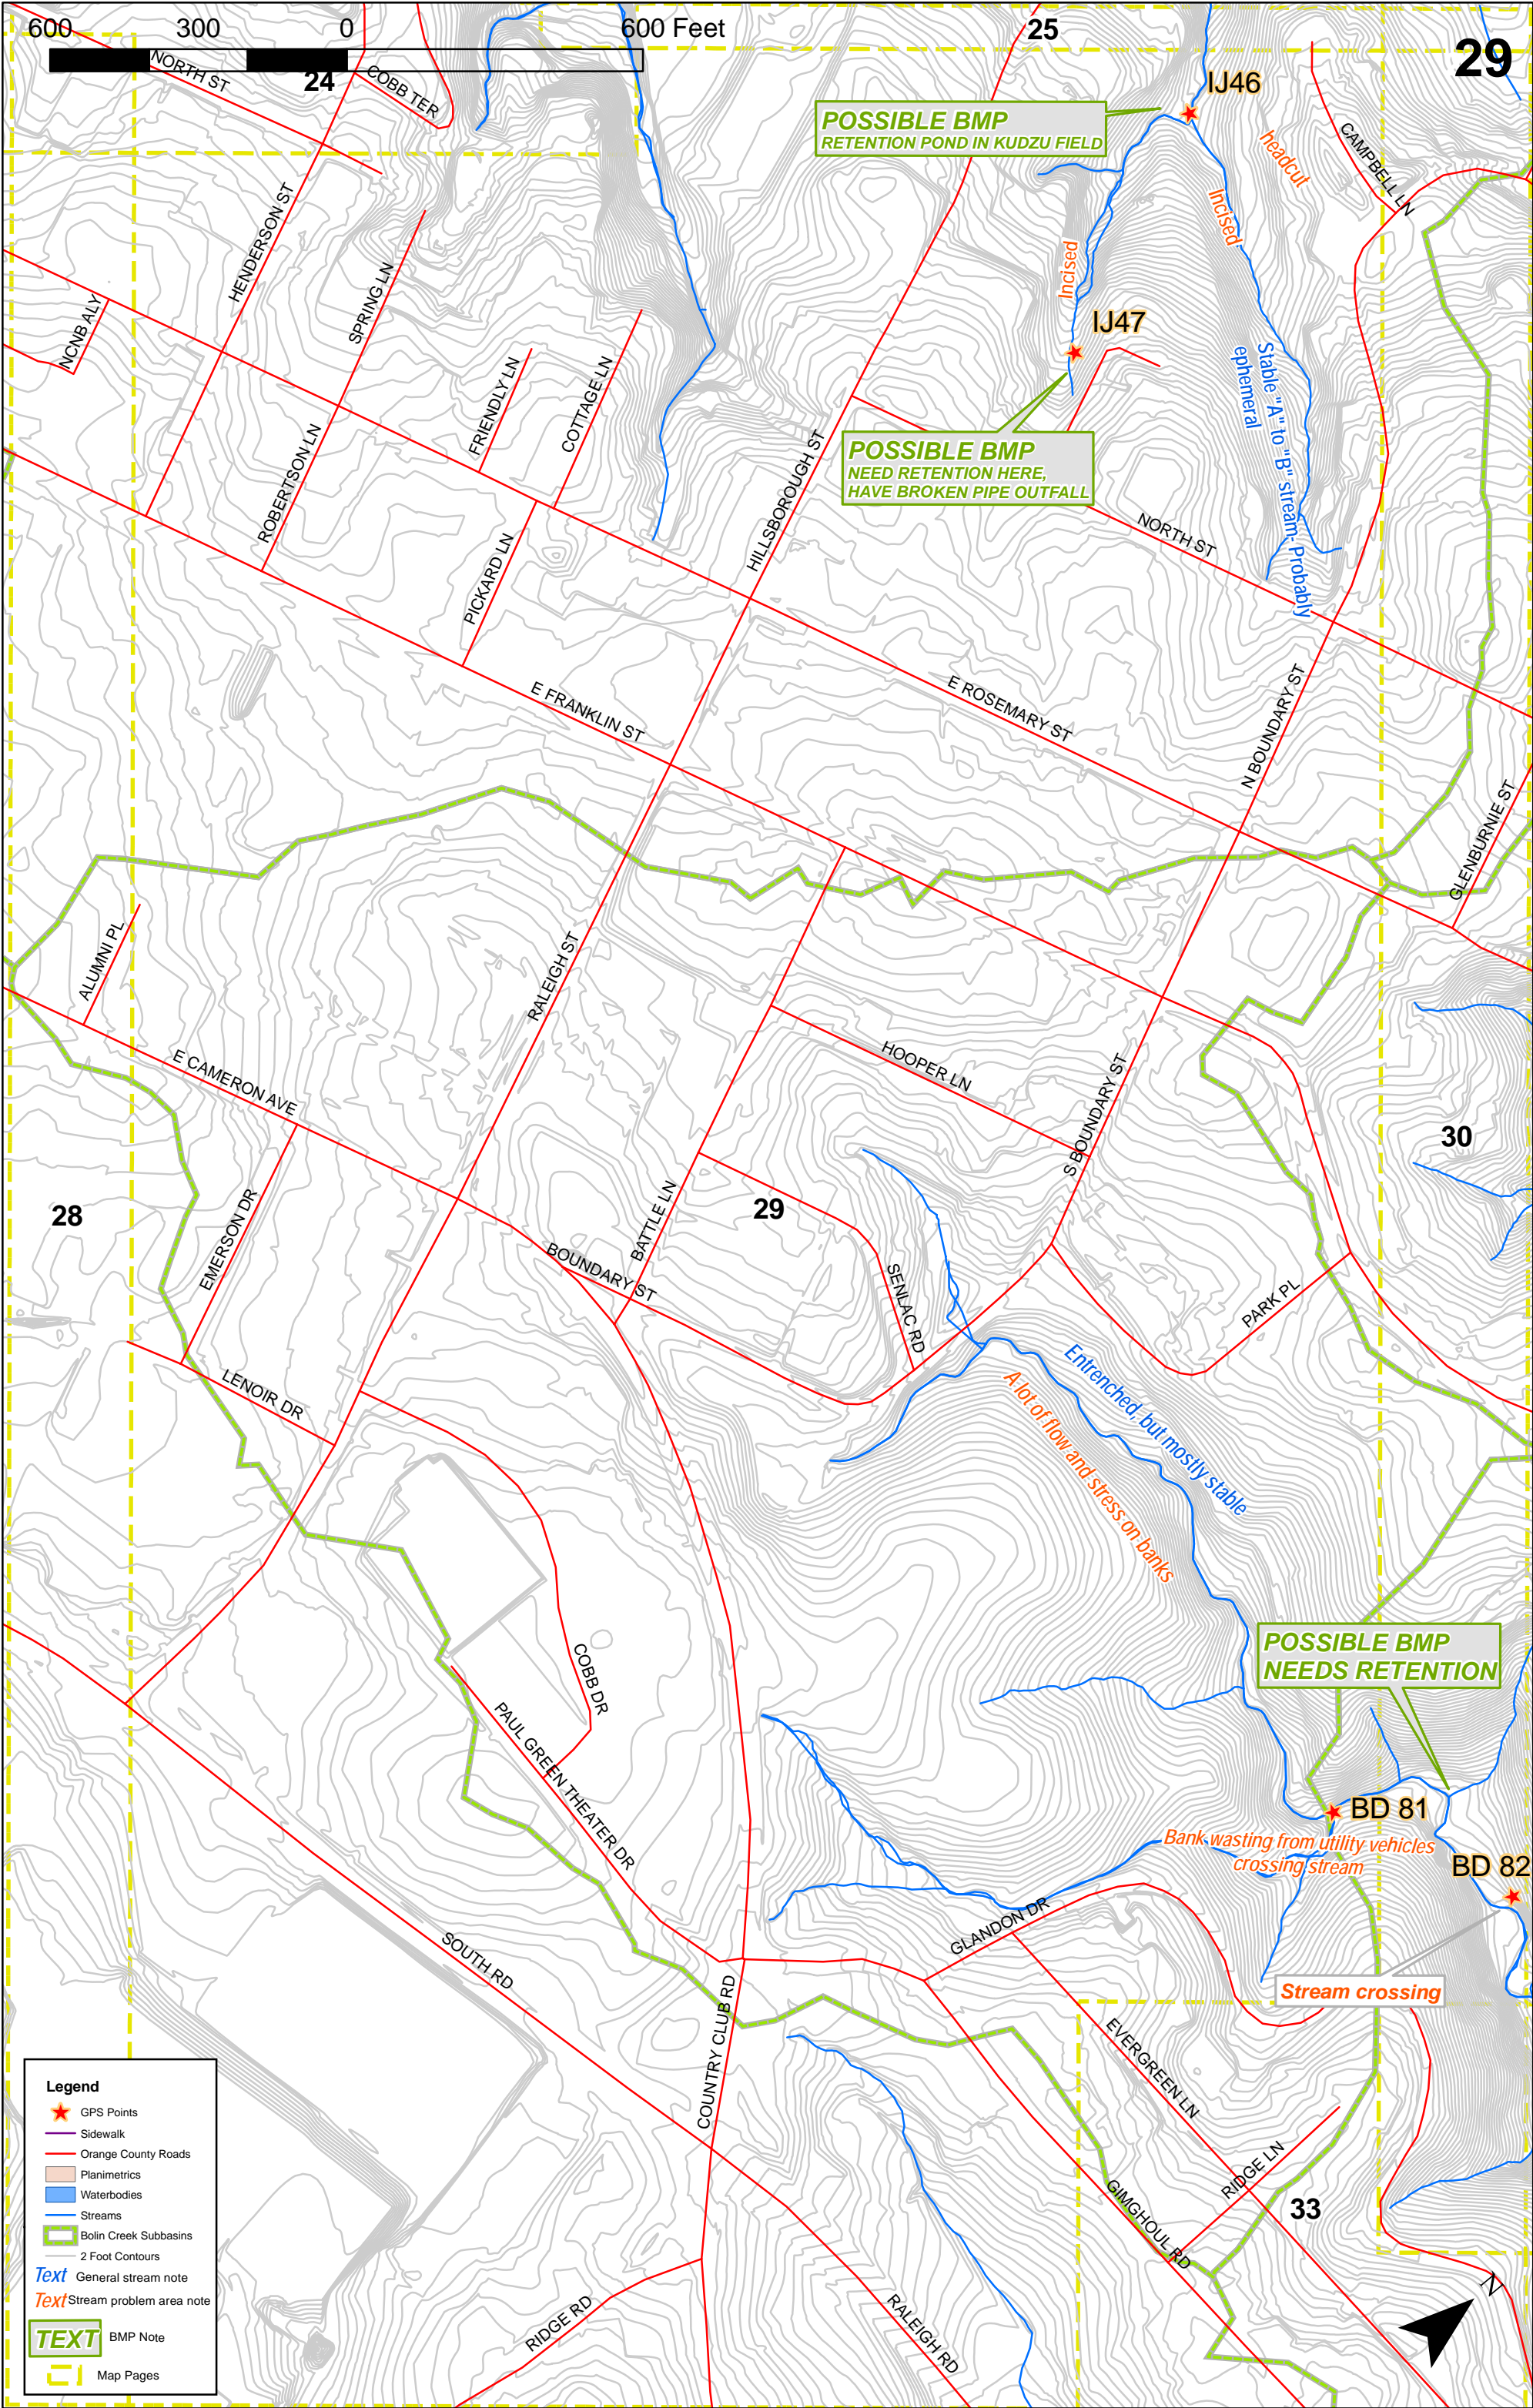 600 300 0 600 Feet
25
29
24
NORTH ST
COBB TER
IJ46
POSSIBLE BMP
RETENTION POND IN KUDZU FIELD
headcut
CAMPBELL LN
Incised
Incised
HENDERSON ST
SPRING LN
NCNB ALY
IJ47
FRIENDLY LN
COTTAGE LN
Stable "A" to "B" stream- Probably
ephemeral
ROBERTSON LN
HILLSBOROUGH ST
POSSIBLE BMP
NEED RETENTION HERE,
HAVE BROKEN PIPE OUTFALL
NORTH ST
PICKARD LN
E FRANKLIN ST
E ROSEMARY ST
N BOUNDARY ST
GLENBURNIE ST
ALUMNI PL
RALEIGH ST
E CAMERON AVE
HOOPER LN
S BOUNDARY ST
30
28
29
EMERSON DR
BATTLE LN
BOUNDARY ST
SENLAC RD
PARK PL
LENOIR DR
Entrenched, but mostly stable
A lot of flow and stress on banks
COBB DR
PAUL GREEN THEATER DR
POSSIBLE BMP
NEEDS RETENTION
BD 81
Bank wasting from utility vehicles
crossing stream
BD 82
GLANDON DR
SOUTH RD
Stream crossing
COUNTRY CLUB RD
EVERGREEN LN
RIDGE LN
GIMGHOUL RD
33
RIDGE RD
RALEIGH RD
N
Legend
GPS Points
Sidewalk
Orange County Roads
Planimetrics
Waterbodies
Streams
Bolin Creek Subbasins
2 Foot Contours
Text General stream note
Text Stream problem area note
TEXT BMP Note
Map Pages